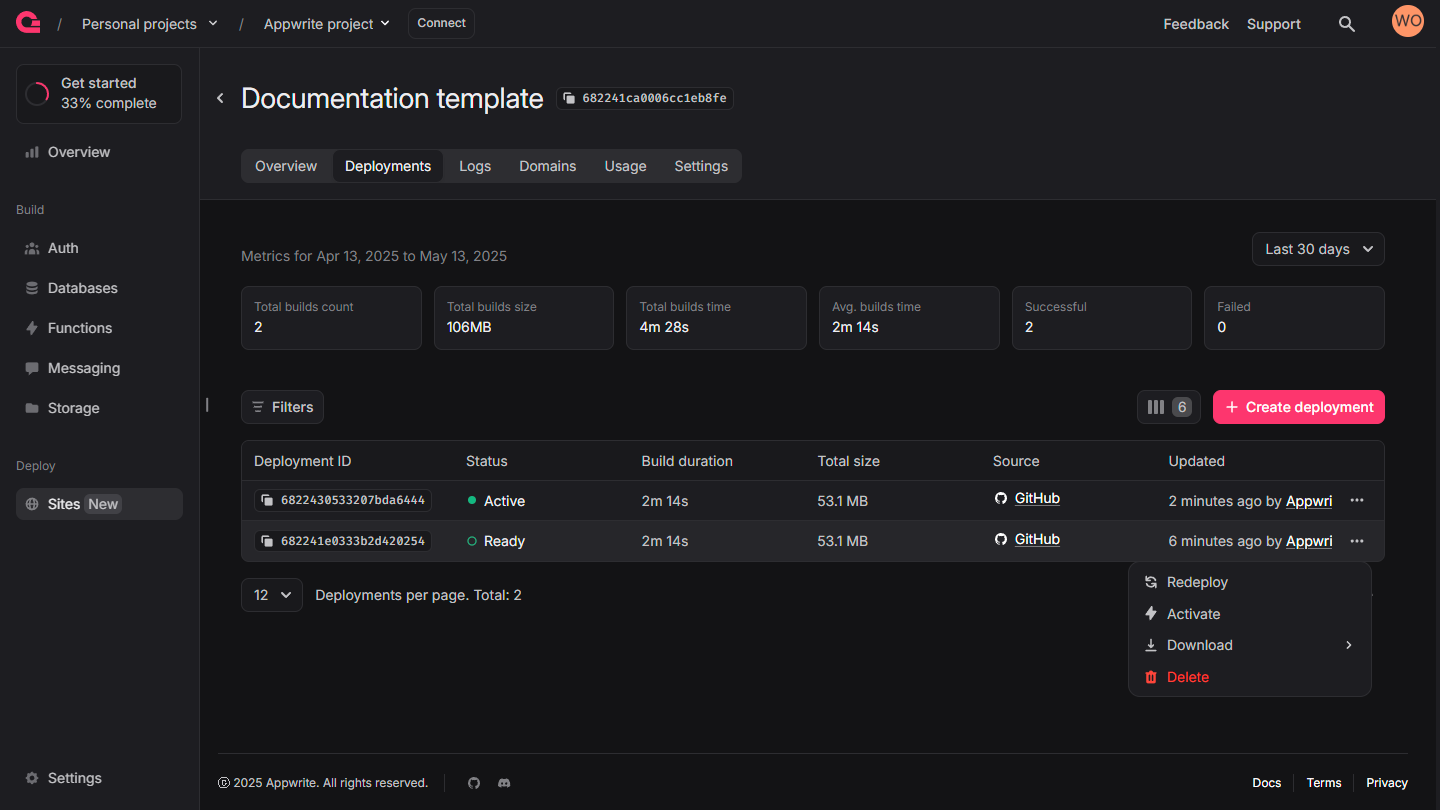 / Personal projects / Appwrite project Connect Feedback Support WO
Get started
33% complete
Overview
Build
Auth
Databases
Functions
Messaging
Storage
Deploy
Sites New
Settings
Documentation template 682241ca0006cc1eb8fe
Overview Deployments Logs Domains Usage Settings
Metrics for Apr 13, 2025 to May 13, 2025 Last 30 days
Total builds count Total builds size Total builds time Avg. builds time Successful Failed
2 106MB 4m 28s 2m 14s 2 0
Filters 6 + Create deployment
Deployment ID Status Build duration Total size Source Updated
6822430533207bda6444 Active 2m 14s 53.1 MB GitHub 2 minutes ago by Appwri ···
682241e0333b2d420254 Ready 2m 14s 53.1 MB GitHub 6 minutes ago by Appwri ···
12 Deployments per page. Total: 2
Redeploy
Activate
Download
Delete
© 2025 Appwrite. All rights reserved. Docs Terms Privacy